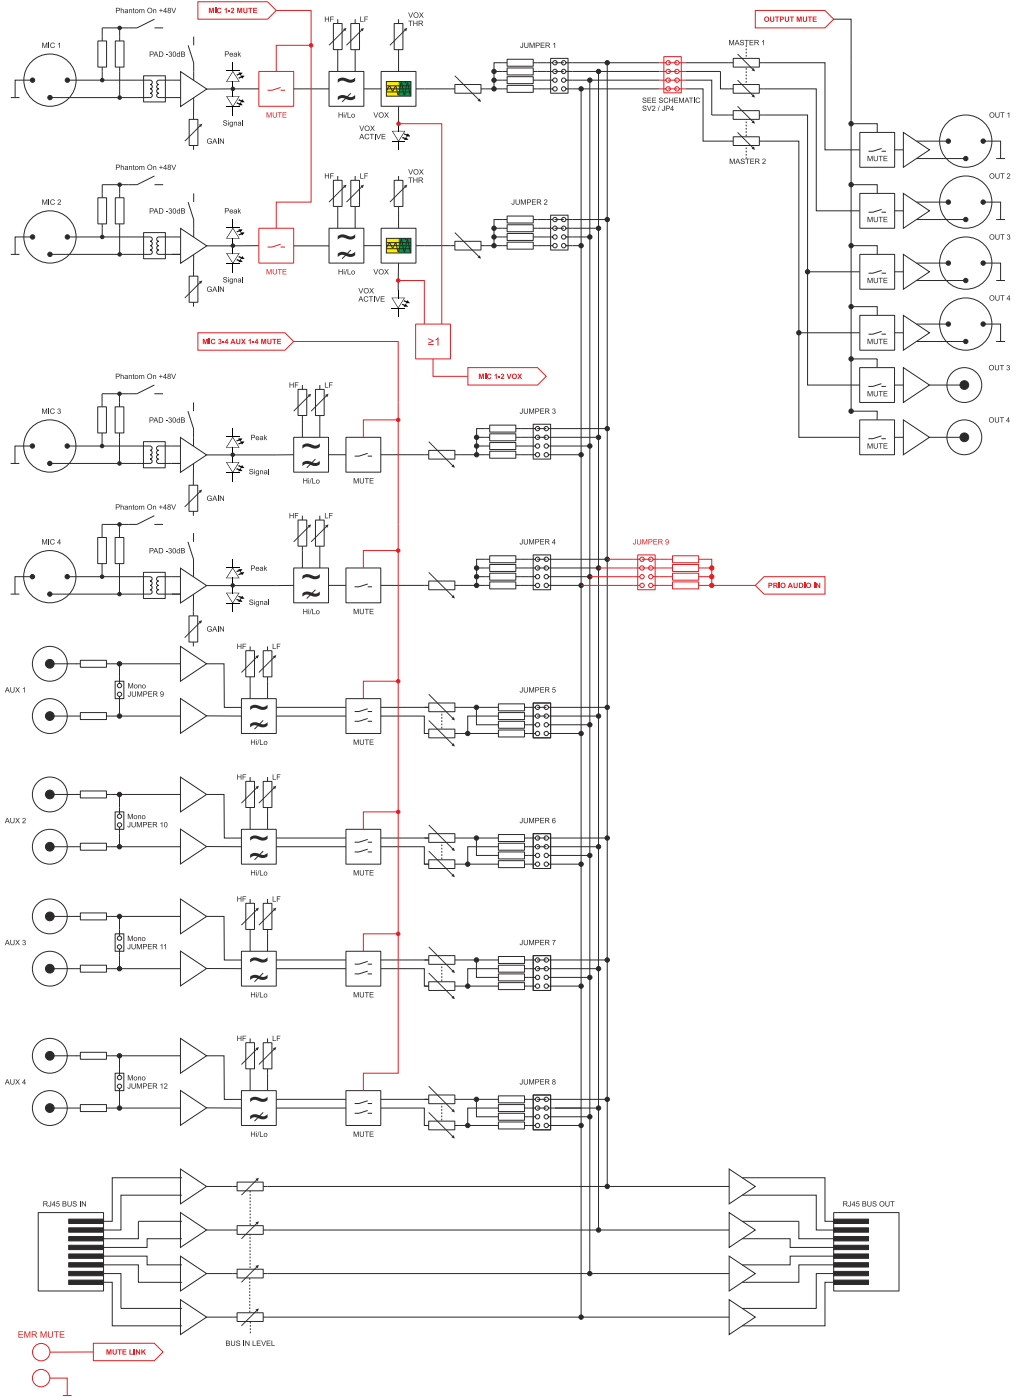 Phantom On +48V
MIC 1•2 MUTE
HF
LF
VOX
THR
OUTPUT MUTE
MIC 1
PAD -30dB
Peak
JUMPER 1
MASTER 1
SEE SCHEMATIC
SV2 / JP4
Signal
MUTE
Hi/Lo
VOX
VOX
ACTIVE
GAIN
MASTER 2
MUTE
OUT 1
Phantom On +48V
HF
LF
VOX
THR
MIC 2
PAD -30dB
Peak
JUMPER 2
MUTE
OUT 2
Signal
MUTE
Hi/Lo
VOX
VOX
ACTIVE
GAIN
MUTE
OUT 3
MUTE
OUT 4
≥1
MIC 3•4 AUX 1•4 MUTE
MIC 1•2 VOX
MUTE
OUT 3
MUTE
OUT 4
Phantom On +48V
HF
LF
MIC 3
PAD -30dB
Peak
JUMPER 3
Signal
Hi/Lo
MUTE
GAIN
Phantom On +48V
HF
LF
MIC 4
PAD -30dB
Peak
JUMPER 4
JUMPER 9
PRIO AUDIO IN
Signal
Hi/Lo
MUTE
GAIN
HF
LF
AUX 1
Mono
JUMPER 9
JUMPER 5
Hi/Lo
MUTE
HF
LF
AUX 2
Mono
JUMPER 10
JUMPER 6
Hi/Lo
MUTE
HF
LF
AUX 3
Mono
JUMPER 11
JUMPER 7
Hi/Lo
MUTE
HF
LF
AUX 4
Mono
JUMPER 12
JUMPER 8
Hi/Lo
MUTE
RJ45 BUS IN
RJ45 BUS OUT
BUS IN LEVEL
EMR MUTE
MUTE LINK